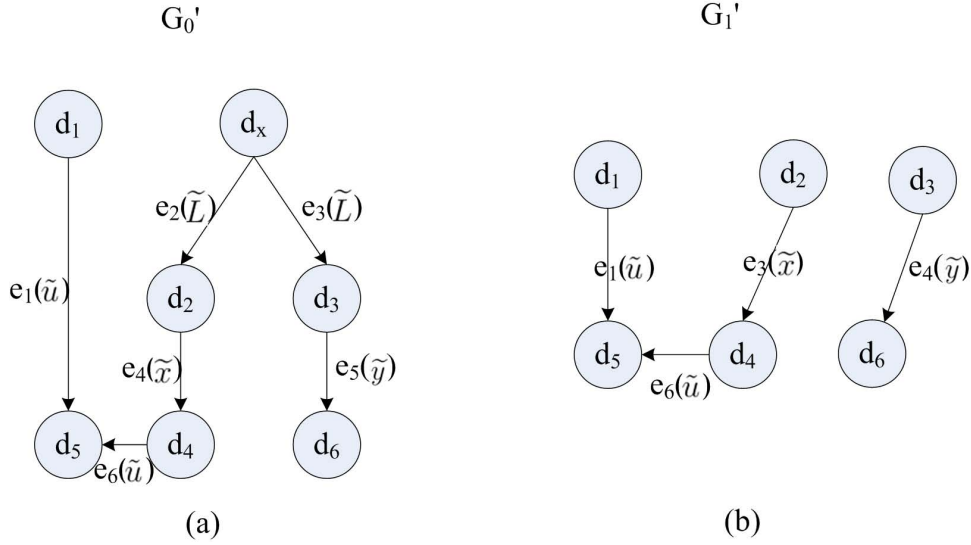 G₀' G₁'
d₁ dₓ
d₁ d₂ d₃
e₂(L̃) e₃(L̃)
e₁(ũ) e₃(x̃) e₄(ỹ)
e₁(ũ) d₂ d₃
d₅ d₄ d₆
e₄(x̃) e₅(ỹ)
e₆(ũ)
d₅ d₄ d₆
e₆(ũ)
(a) (b)